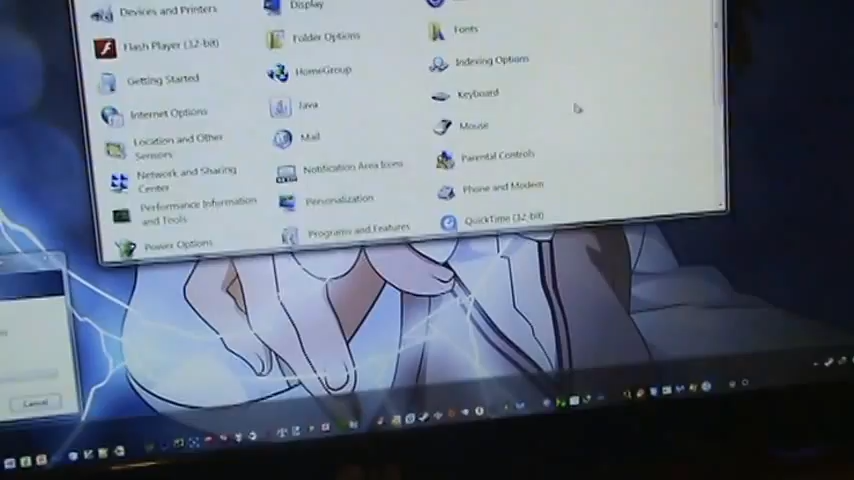 Devices and Printers
Display
Flash Player (32-bit)
Folder Options
Fonts
Getting Started
HomeGroup
Indexing Options
Internet Options
Java
Keyboard
Location and Other
Sensors
Mail
Mouse
Network and Sharing
Center
Notification Area Icons
Parental Controls
Performance Information
and Tools
Personalization
Phone and Modem
Power Options
Programs and Features
QuickTime (32-bit)
Cancel